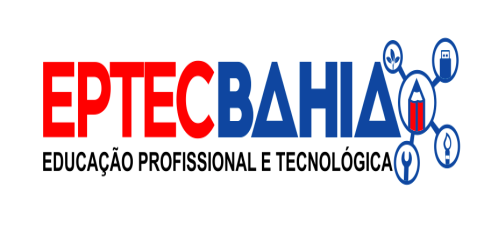 EPTECBAHIA
EDUCAÇÃO PROFISSIONAL E TECNOLÓGICA